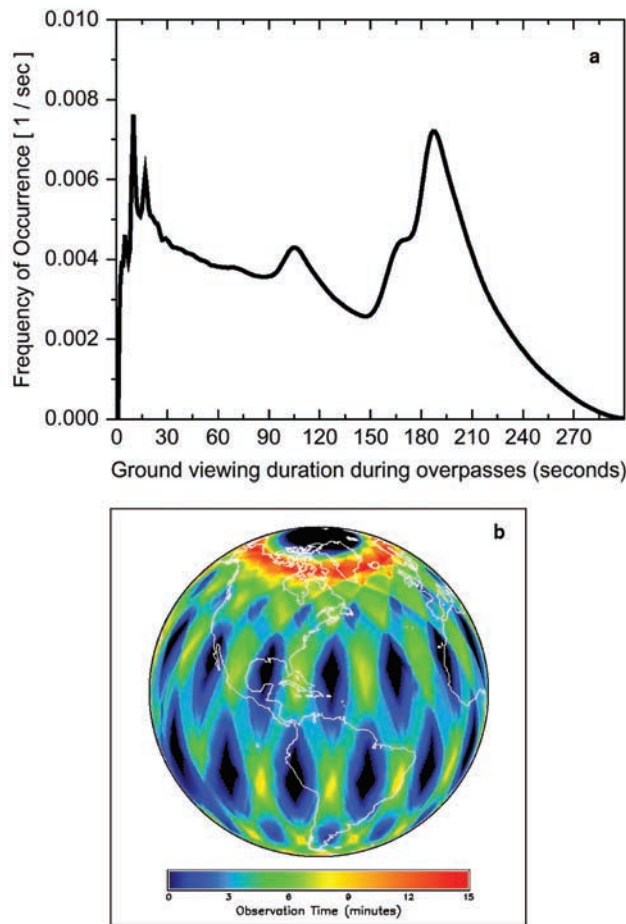 a
Frequency of Occurrence [ 1 / sec ]
0.010
0.008
0.006
0.004
0.002
0.000
0 30 60 90 120 150 180 210 240 270
Ground viewing duration during overpasses (seconds)
b
0 3 6 9 12 15
Observation Time (minutes)